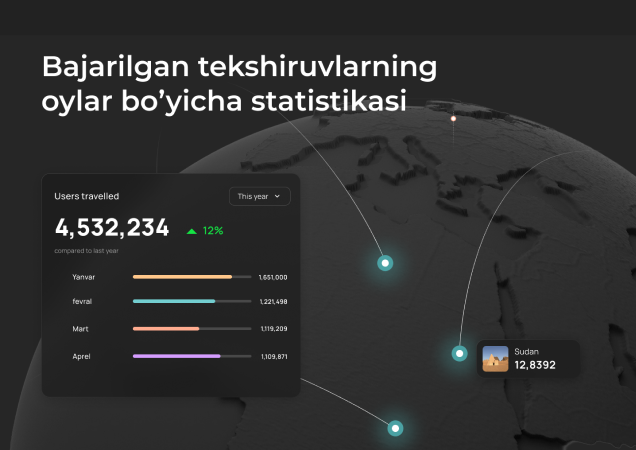 Bajarilgan tekshiruvlarning
oylar bo’yicha statistikasi
Users travelled
This year
4,532,234
12%
compared to last year
Yanvar 1,651,000
fevral 1,221,498
Mart 1,119,209
Aprel 1,109,871
Sudan
12,8392